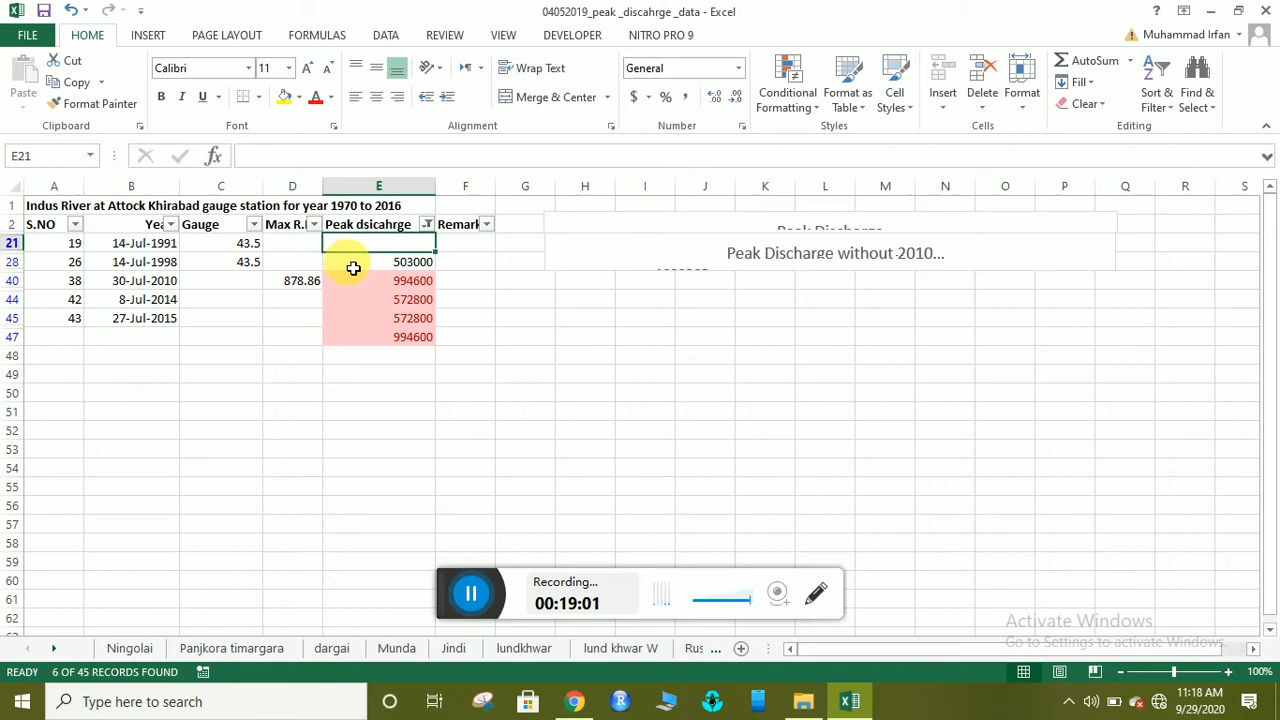 04052019_peak _discahrge _data - Excel
FILE HOME INSERT PAGE LAYOUT FORMULAS DATA REVIEW VIEW DEVELOPER NITRO PRO 9 Muhammad Irfan
Cut
Copy
Format Painter
Paste
Calibri 11
B I U
Wrap Text
Merge & Center
General
$ % ,
Conditional Formatting
Format as Table
Cell Styles
Insert
Delete
Format
AutoSum
Fill
Clear
Sort & Filter
Find & Select
Clipboard Font Alignment Number Styles Cells Editing
E21
A B C D E F G H I J K L M N O P Q R S
1 Indus River at Attock Khirabad gauge station for year 1970 to 2016
2 S.NO Yea Gauge Max R.L Peak dsicahrge Remark
21 19 14-Jul-1991 43.5
28 26 14-Jul-1998 43.5 503000
40 38 30-Jul-2010 878.86 994600
44 42 8-Jul-2014 572800
45 43 27-Jul-2015 572800
47 994600
48
49
50
51
52
53
54
55
56
57
58
59
60
61
62
63
Peak Discharge
Peak Discharge without 2010...
Recording...
00:19:01
Activate Windows
Go to Settings to activate Windows.
Ningolai Panjkora timargara dargai Munda Headi lundlkhwar lund khwar W Rus
READY 6 OF 45 RECORDS FOUND 100%
Type here to search
11:18 AM
9/29/2020